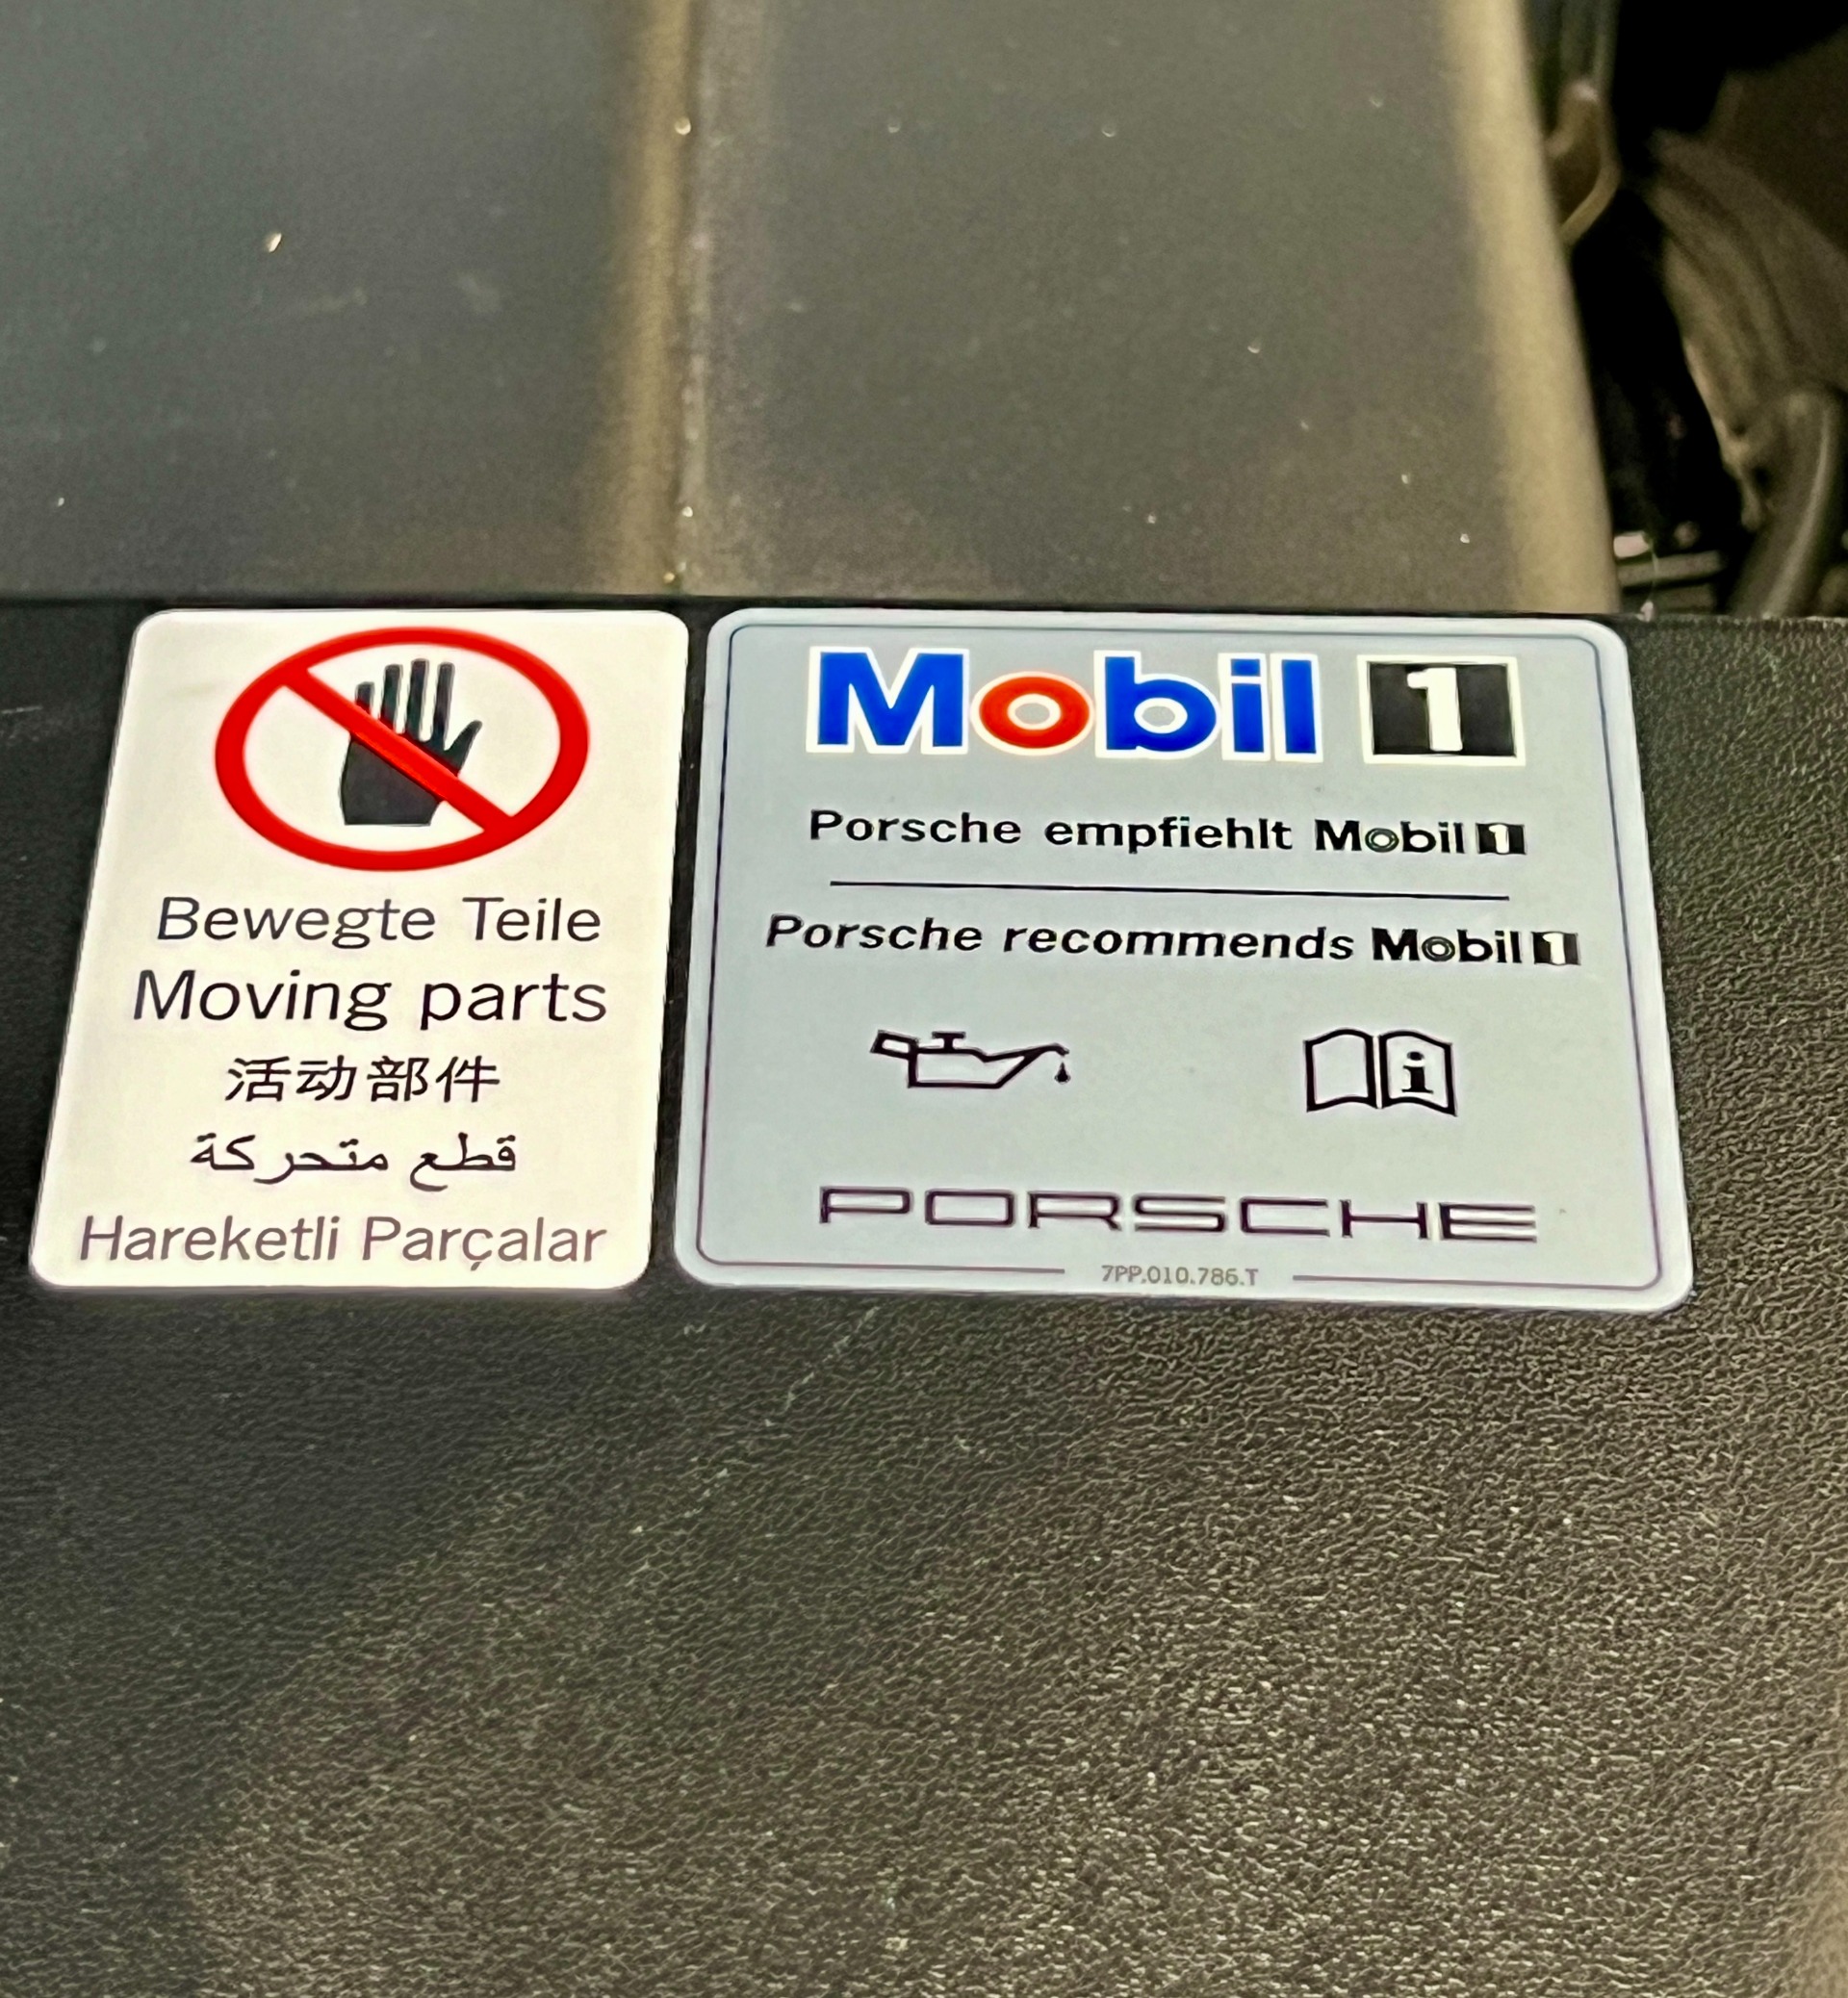 Bewegte Teile
Moving parts
活动部件
قطع متحركة
Hareketli Parçalar
Mobil 1
Porsche empfiehlt Mobil 1
Porsche recommends Mobil 1
i
PORSCHE
7PP.010.786.T